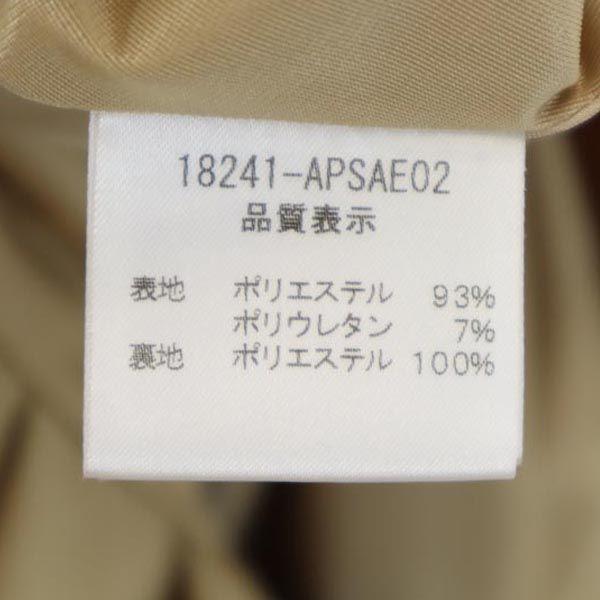 18241-APSAE02
品質表示
表地 ポリエステル 93%
ポリウレタン 7%
裏地 ポリエステル 100%